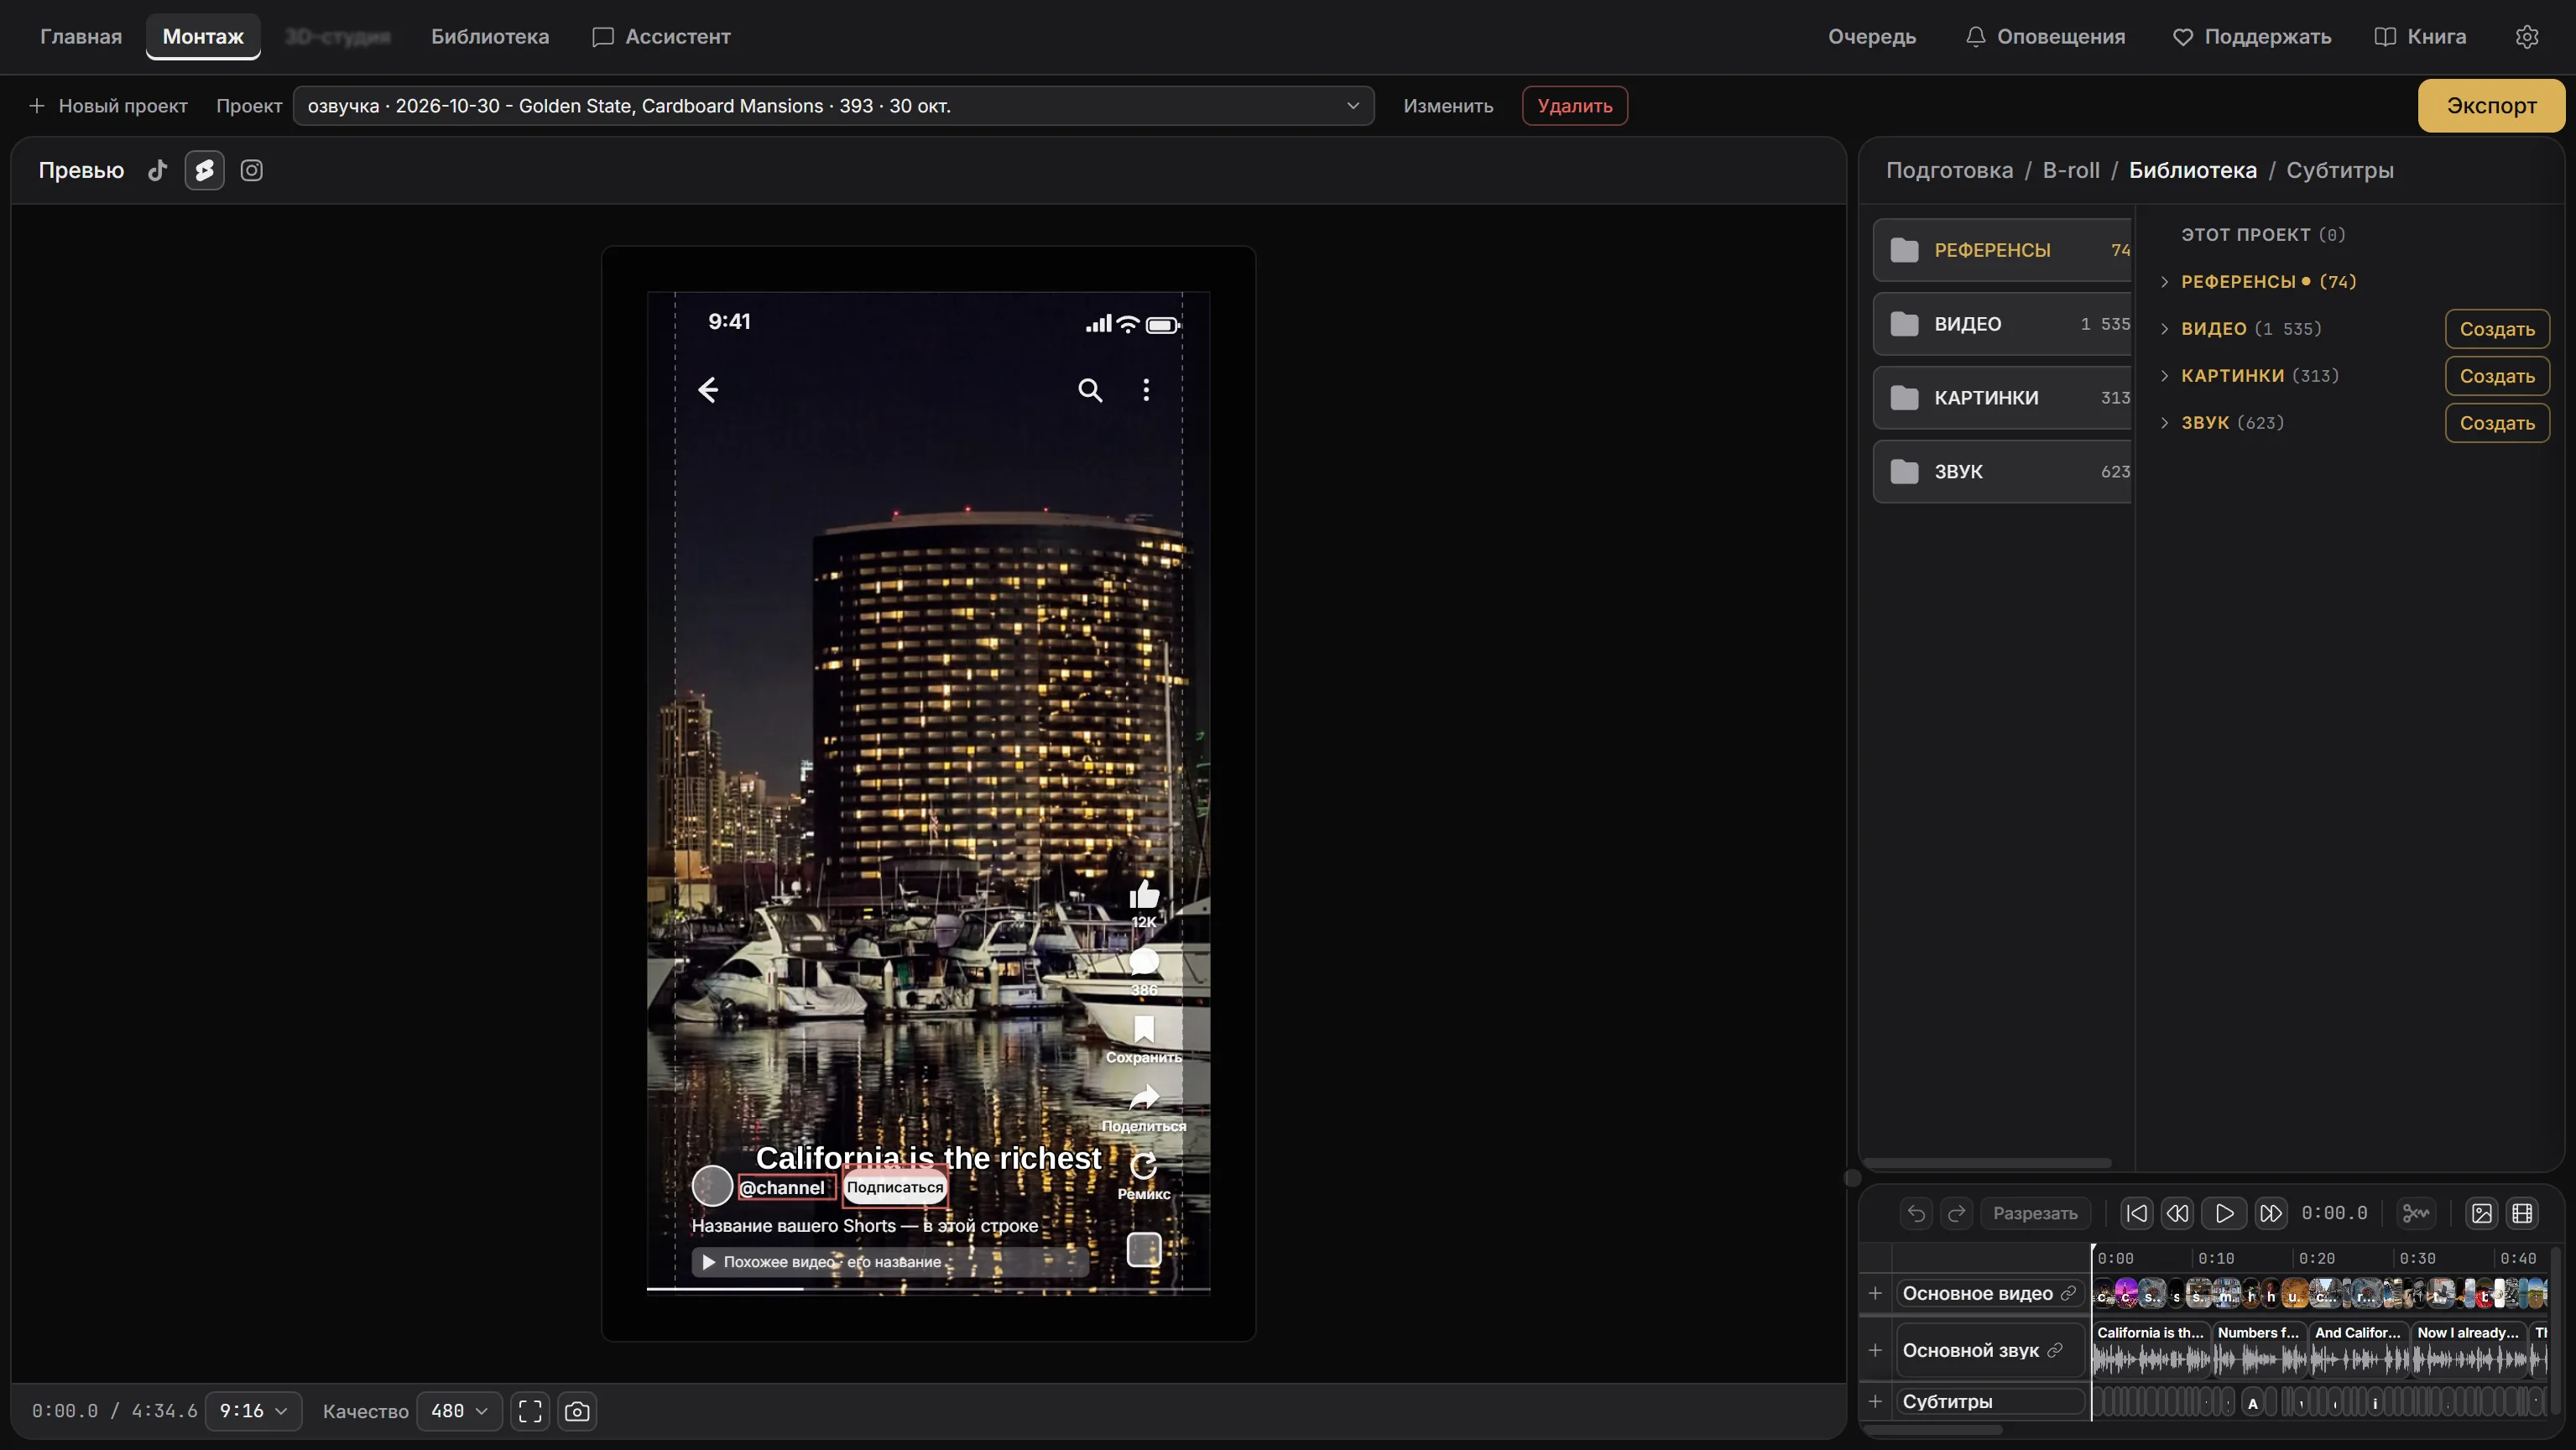 Главная
Монтаж
3D-студия
Библиотека
Ассистент
Очередь
Оповещения
Поддержать
Книга
Новый проект
Проект
озвучка · 2026-10-30 - Golden State, Cardboard Mansions · 393 · 30 окт.
Изменить
Удалить
Экспорт
Превью
Подготовка / B-roll / Библиотека / Субтитры
РЕФЕРЕНСЫ 74
ВИДЕО 1 535
КАРТИНКИ 313
ЗВУК 623
ЭТОТ ПРОЕКТ (0)
РЕФЕРЕНСЫ (74)
ВИДЕО (1 535) Создать
КАРТИНКИ (313) Создать
ЗВУК (623) Создать
9:41
12K
386
Сохранить
Поделиться
California is the richest
@channel
Подписаться
Ремикс
Название вашего Shorts — в этой строке
Похожее видео · его название
0:00.0 / 4:34.6
9:16
Качество
480
Разрезать
0:00.0
0:00 0:10 0:20 0:30 0:40
Основное видео
Основной звук
California is th... Numbers f... And Califor... Now I already...
Субтитры